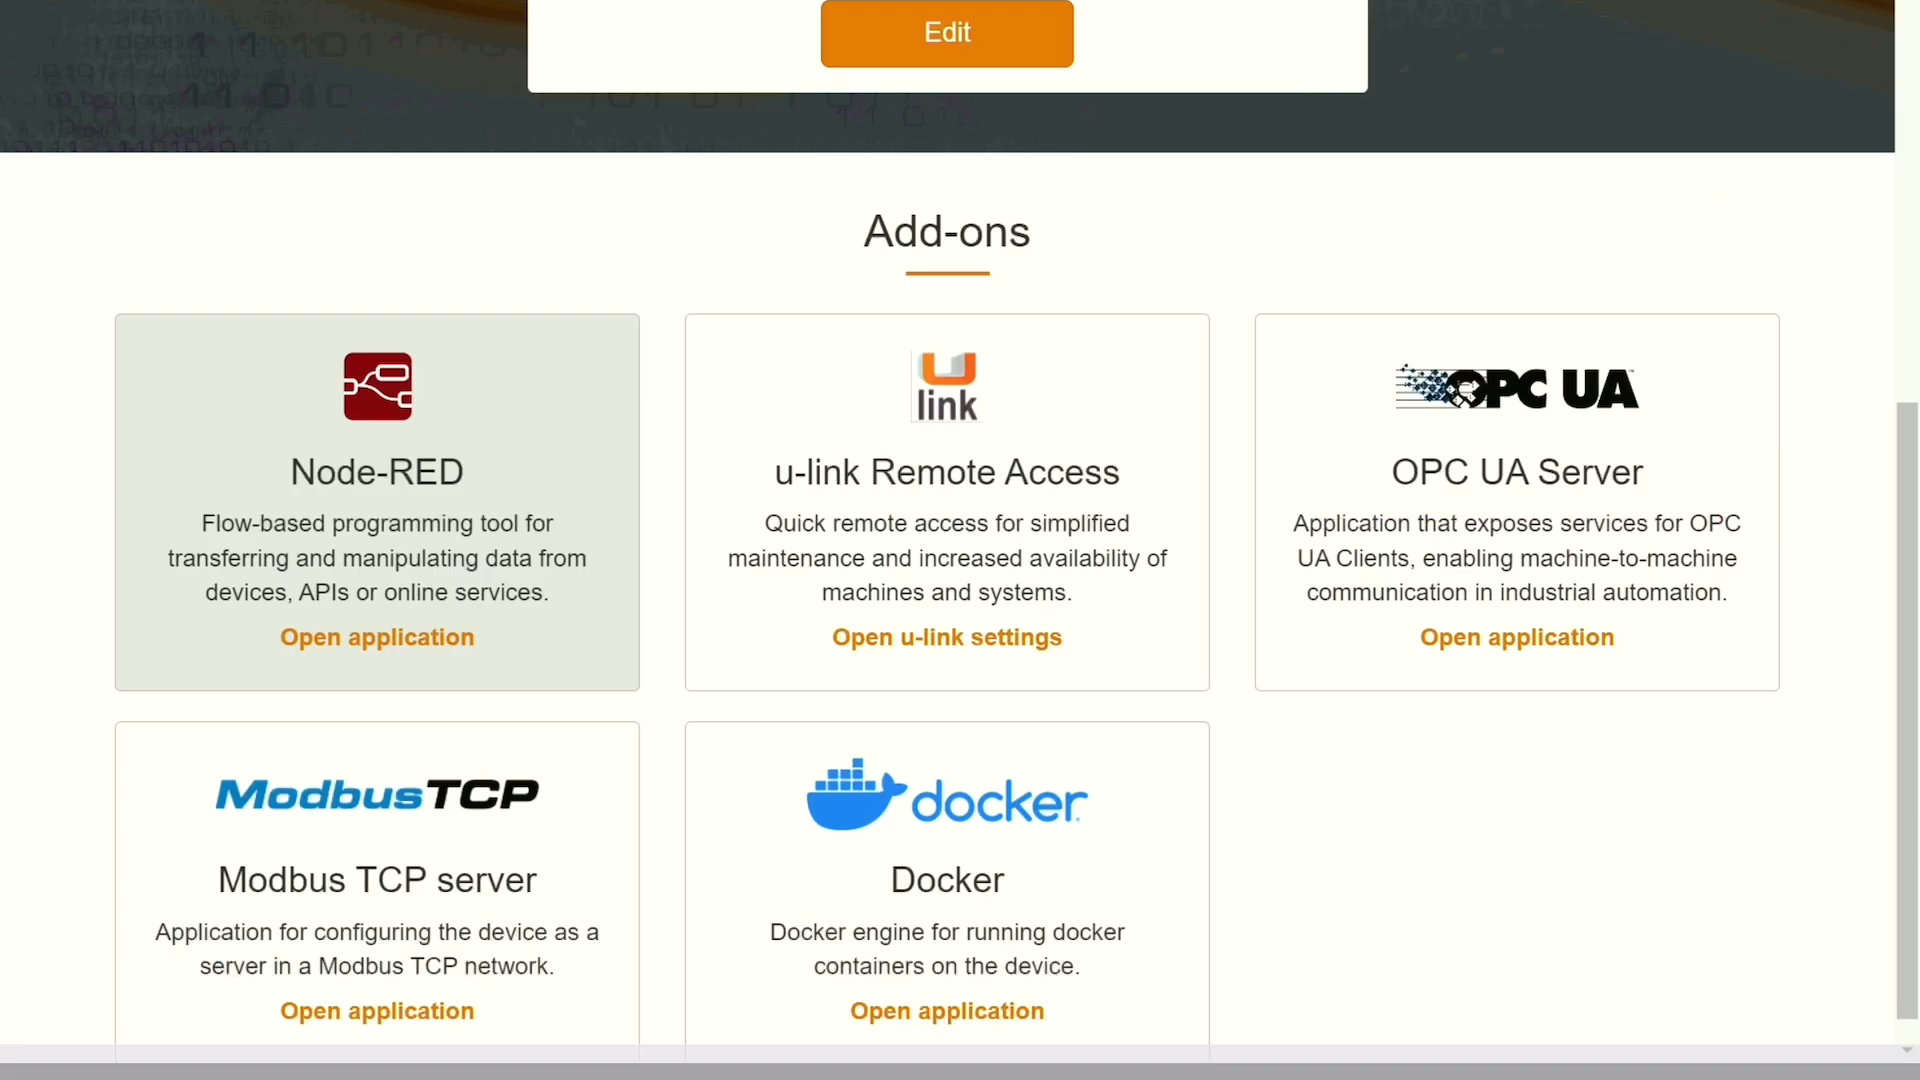 Edit
Add-ons
Node-RED
Flow-based programming tool for
transferring and manipulating data from
devices, APIs or online services.
Open application
u link
u-link Remote Access
Quick remote access for simplified
maintenance and increased availability of
machines and systems.
Open u-link settings
OPC UA
OPC UA Server
Application that exposes services for OPC
UA Clients, enabling machine-to-machine
communication in industrial automation.
Open application
ModbusTCP
Modbus TCP server
Application for configuring the device as a
server in a Modbus TCP network.
Open application
docker
Docker
Docker engine for running docker
containers on the device.
Open application